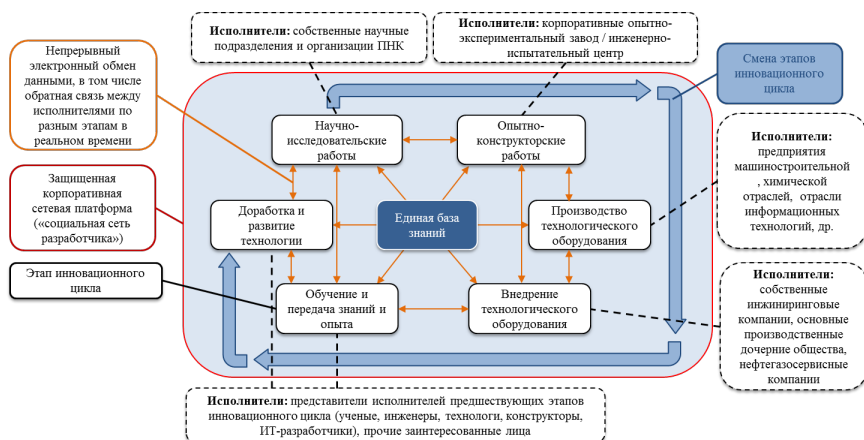 Исполнители: собственные научные
подразделения и организации ПНК
Исполнители: корпоративные опытно-
экспериментальный завод / инженерно-
испытательный центр
Непрерывный
электронный обмен
данными, в том числе
обратная связь между
исполнителями по
разным этапам в
реальном времени
Смена этапов
инновационного
цикла
Научно-
исследовательские
работы
Опытно-
конструкторские
работы
Исполнители:
предприятия
машиностроительной
, химической
отраслей, отрасли
информационных
технологий, др.
Защищенная
корпоративная
сетевая платформа
(«социальная сеть
разработчика»)
Доработка и
развитие
технологии
Единая база
знаний
Производство
технологического
оборудования
Этап инновационного
цикла
Обучение и
передача знаний и
опыта
Внедрение
технологического
оборудования
Исполнители:
собственные
инжиниринговые
компании, основные
производственные
дочерние общества,
нефтегазосервисные
компании
Исполнители: представители исполнителей предшествующих этапов
инновационного цикла (ученые, инженеры, технологи, конструкторы,
ИТ-разработчики), прочие заинтересованные лица